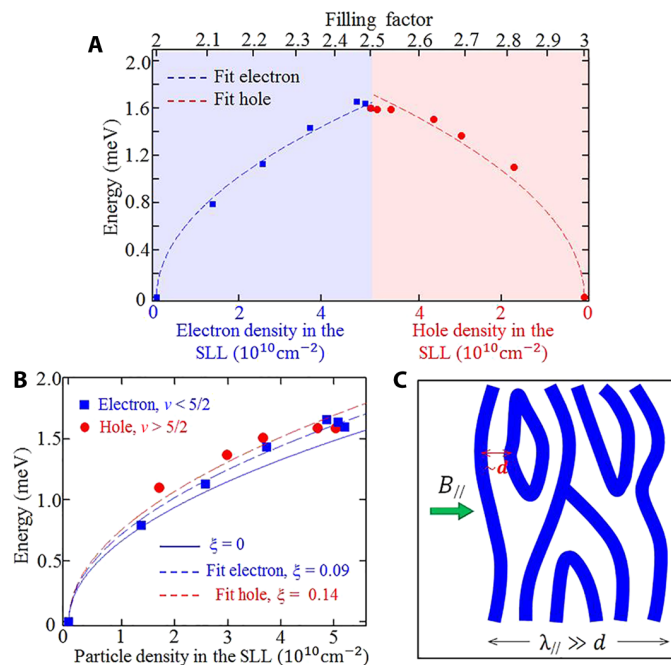 Filling factor
A
2 2.1 2.2 2.3 2.4 2.5 2.6 2.7 2.8 2.9 3
2.0
1.6
1.2
0.8
0.4
0
Energy (meV)
Fit electron
Fit hole
0 2 4 4 2 0
Electron density in the
SLL (10¹⁰cm⁻²)
Hole density in the
SLL (10¹⁰cm⁻²)
B
2.0
1.5
1.0
0.5
0
Energy (meV)
Electron, ν < 5/2
Hole, ν > 5/2
ξ = 0
Fit electron, ξ = 0.09
Fit hole, ξ = 0.14
0 1 2 3 4 5
Particle density in the SLL (10¹⁰cm⁻²)
C
~d
B//
λ// ≫ d